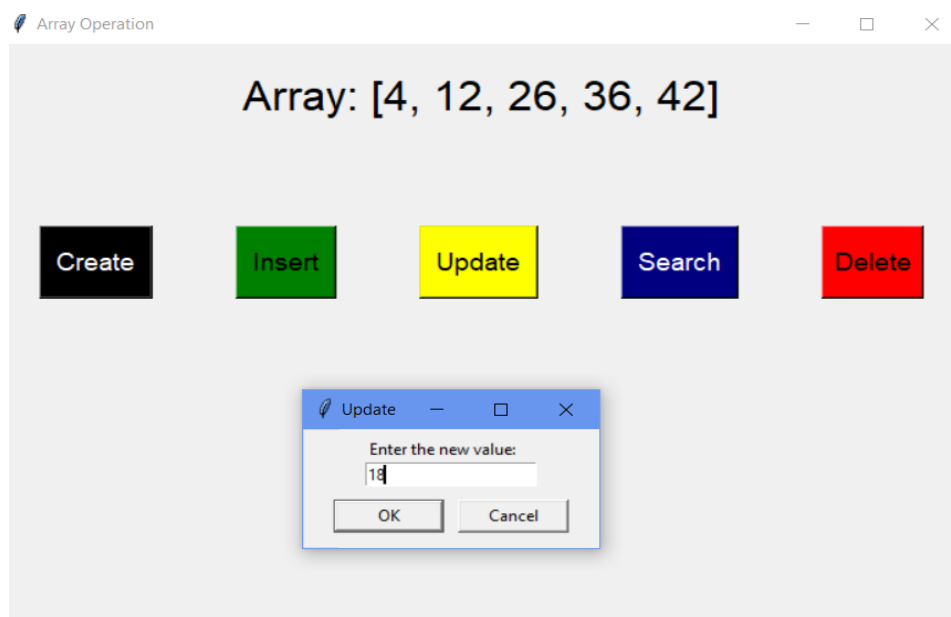 Array Operation
Array: [4, 12, 26, 36, 42]
Create Insert Update Search Delete
Update
Enter the new value:
18
OK Cancel